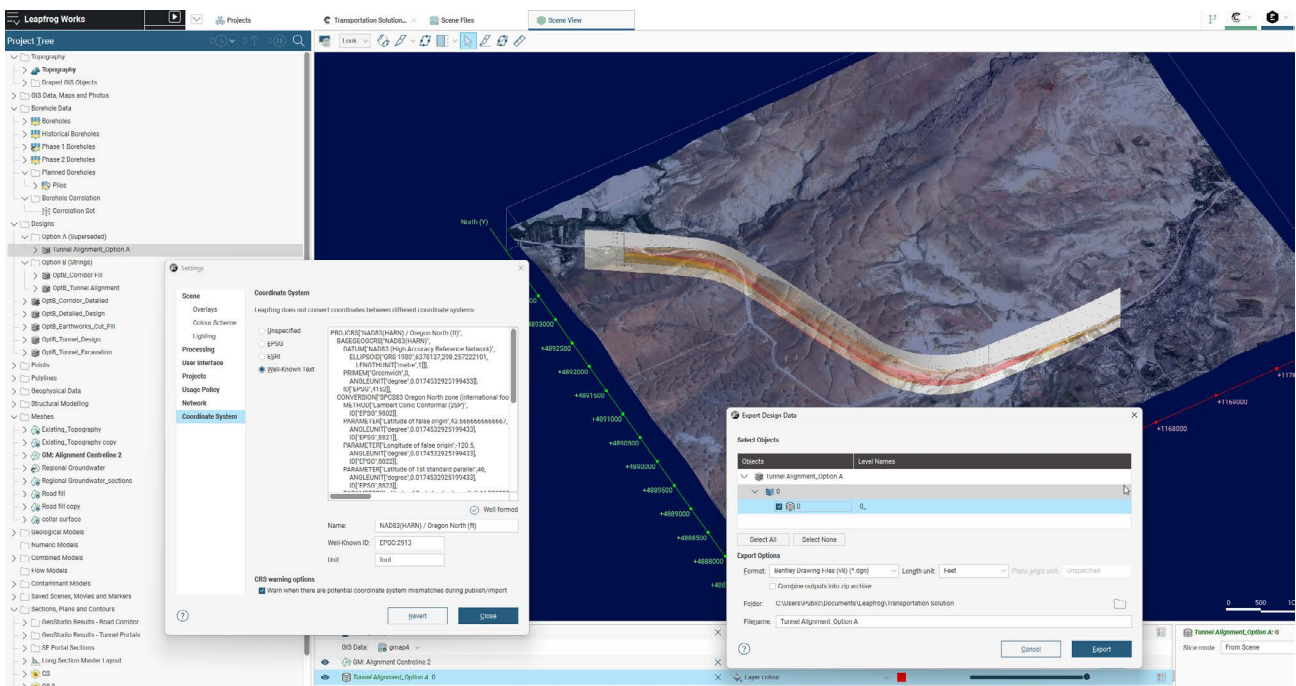 Leapfrog Works
Projects
Transportation Solution...
Scene Files
Scene View
Project Tree
Look
Topography
Topography
Draped GIS Objects
GIS Data, Maps and Photos
Borehole Data
Boreholes
Historical Boreholes
Phase 1 Boreholes
Phase 2 Boreholes
Planned Boreholes
Piles
Borehole Correlation
Correlation Set
Designs
Option A (Superseded)
Tunnel Alignment_Option A
Option B (Strings)
OptB_Corridor Fill
OptB_Tunnel Alignment
OptB_Corridor_Detailed
OptB_Detailed_Design
OptB_Earthworks_Cut_Fill
OptB_Tunnel_Design
OptB_Tunnel_Excavation
Points
Polylines
Geophysical Data
Structural Modelling
Meshes
Existing_Topography
Existing_Topography copy
GM: Alignment Centreline 2
Regional Groundwater
Regional Groundwater_sections
Road fill
Road fill copy
collar surface
Geological Models
Numeric Models
Combined Models
Flow Models
Contaminant Models
Saved Scenes, Movies and Markers
Sections, Plans and Contours
GeoStudio Results - Road Corridor
GeoStudio Results - Tunnel Portals
SE Portal Sections
Long Section Master Layout
CS
North (Y)
+4892500
+4892000
+4891500
+4891000
+4890500
+4890000
+4889500
+4889000
+4888500
+4888000
+1169000
+1168000
0 500
Settings
Scene
Overlays
Colour Scheme
Lighting
Processing
User Interface
Projects
Usage Policy
Network
Coordinate System
Coordinate System
Leapfrog does not convert coordinates between different coordinate systems
Unspecified
EPSG
ESRI
Well-Known Text
PROJCRS["NAD83(HARN) / Oregon North (ft)",
BASEGEOGCRS["NAD83(HARN)",
DATUM["NAD83 (High Accuracy Reference Network)",
ELLIPSOID["GRS 1980",6378137,298.257222101,
LENGTHUNIT["metre",1]]],
PRIMEM["Greenwich",0,
ANGLEUNIT["degree",0.0174532925199433]],
ID["EPSG",4152]],
CONVERSION["SPCS83 Oregon North zone (international foo
METHOD["Lambert Conic Conformal (2SP)",
ID["EPSG",9802]],
PARAMETER["Latitude of false origin",43.6666666666667,
ANGLEUNIT["degree",0.0174532925199433],
ID["EPSG",8821]],
PARAMETER["Longitude of false origin",-120.5,
ANGLEUNIT["degree",0.0174532925199433],
ID["EPSG",8822]],
PARAMETER["Latitude of 1st standard parallel",46,
ANGLEUNIT["degree",0.0174532925199433],
ID["EPSG",8823]],
Well-formed
Name: NAD83(HARN) / Oregon North (ft)
Well-Known ID: EPSG:2913
Unit foot
CRS warning options
Warn when there are potential coordinate system mismatches during publish/import
Revert
Close
Export Design Data
Select Objects
Objects Level Names
Tunnel Alignment_Option A
0
0 0_
Select All Select None
Export Options
Format: Bentley Drawing Files (V8) (*.dgn) Length unit: Feet Plane angle unit: Unspecified
Combine outputs into zip archive
Folder: C:\Users\Public\Documents\Leapfrog\Transportation Solution
Filename: Tunnel Alignment_Option A
Cancel
Export
GIS Data: gmap4
GM: Alignment Centreline 2
Tunnel Alignment_Option A: 0
Layer colour
Tunnel Alignment_Option A: 0
Slice mode From Scene